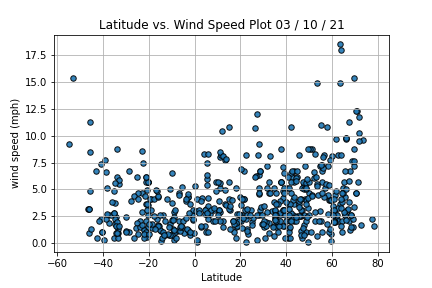 Latitude vs. Wind Speed Plot 03 / 10 / 21
17.5
15.0
12.5
10.0
7.5
5.0
2.5
0.0
wind speed (mph)
−60 −40 −20 0 20 40 60 80
Latitude